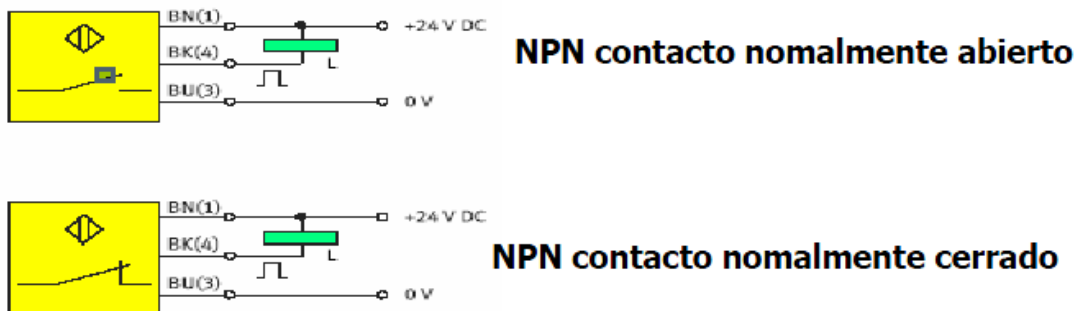 BN(1)
+24 V DC
BK(4)
L
BU(3)
0 V
NPN contacto nomalmente abierto
BN(1)
+24 V DC
BK(4)
L
BU(3)
0 V
NPN contacto nomalmente cerrado